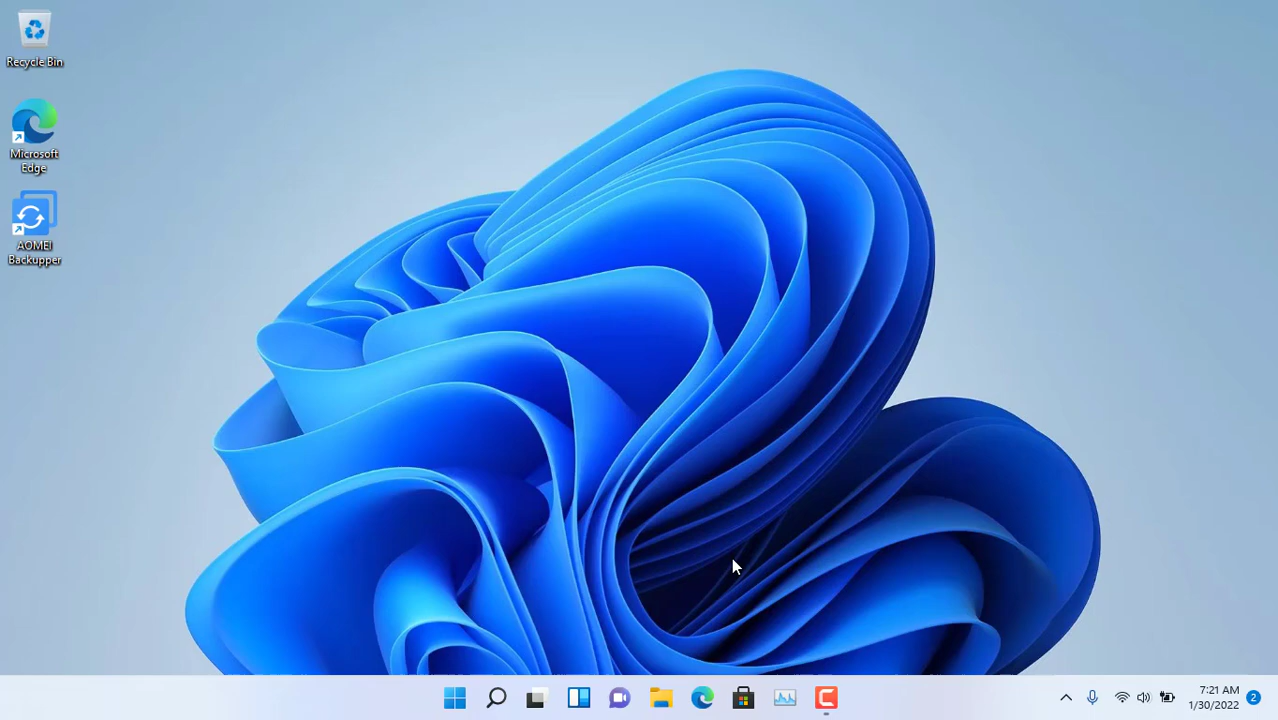 Recycle Bin
Microsoft
Edge
AOMEI
Backupper
7:21 AM
1/30/2022
2